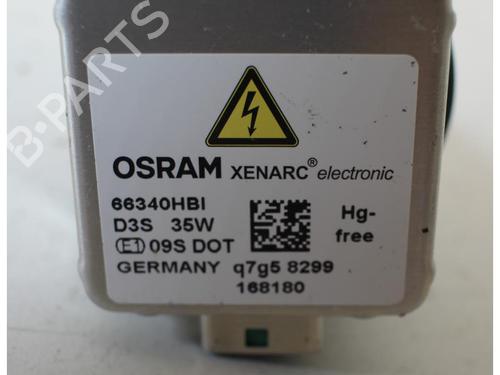 B-PARTS
OSRAM XENARC® electronic
66340HBI
D3S 35W
Hg-free
E1 09S DOT
GERMANY q7g5 8299
168180